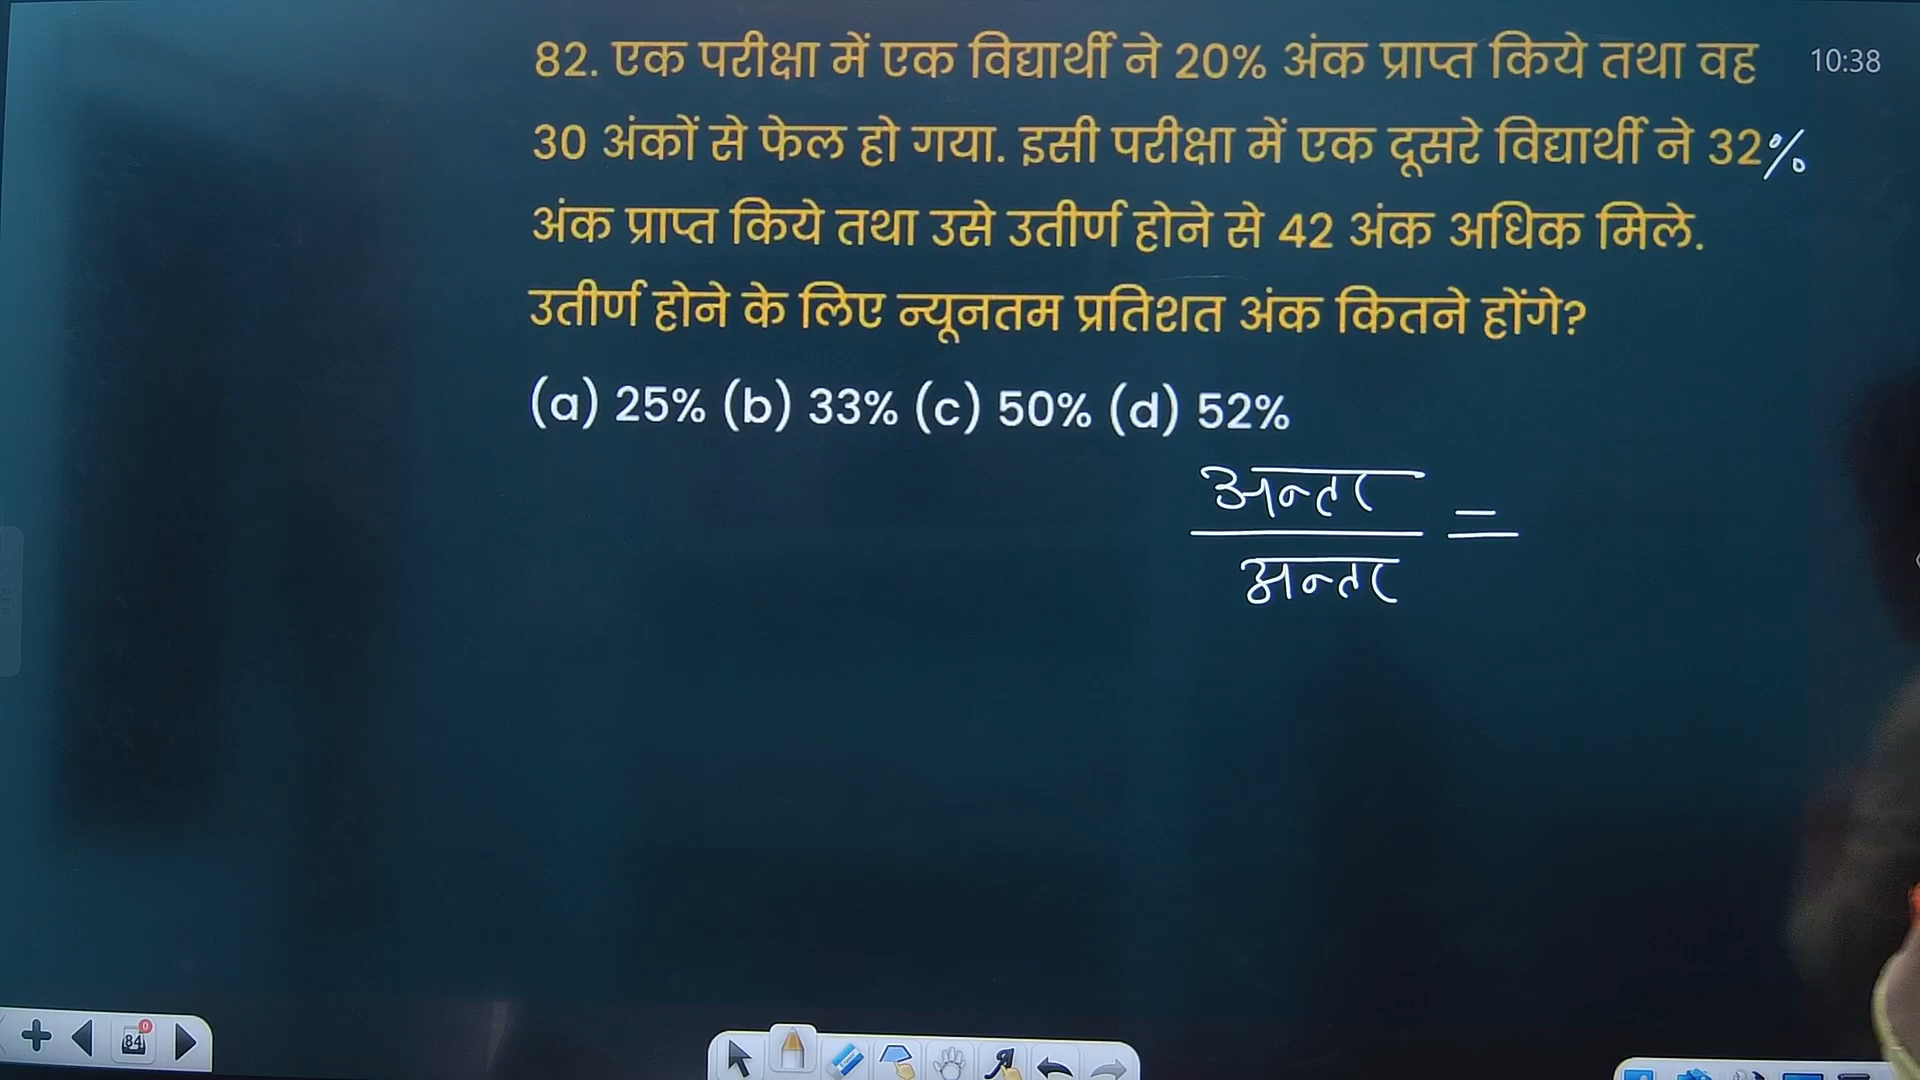 82. एक परीक्षा में एक विद्यार्थी ने 20% अंक प्राप्त किये तथा वह
10:38
30 अंकों से फेल हो गया. इसी परीक्षा में एक दूसरे विद्यार्थी ने 32%
अंक प्राप्त किये तथा उसे उतीर्ण होने से 42 अंक अधिक मिले.
उतीर्ण होने के लिए न्यूनतम प्रतिशत अंक कितने होंगे?
(a) 25% (b) 33% (c) 50% (d) 52%
अन्तर
=
अन्तर
84
0